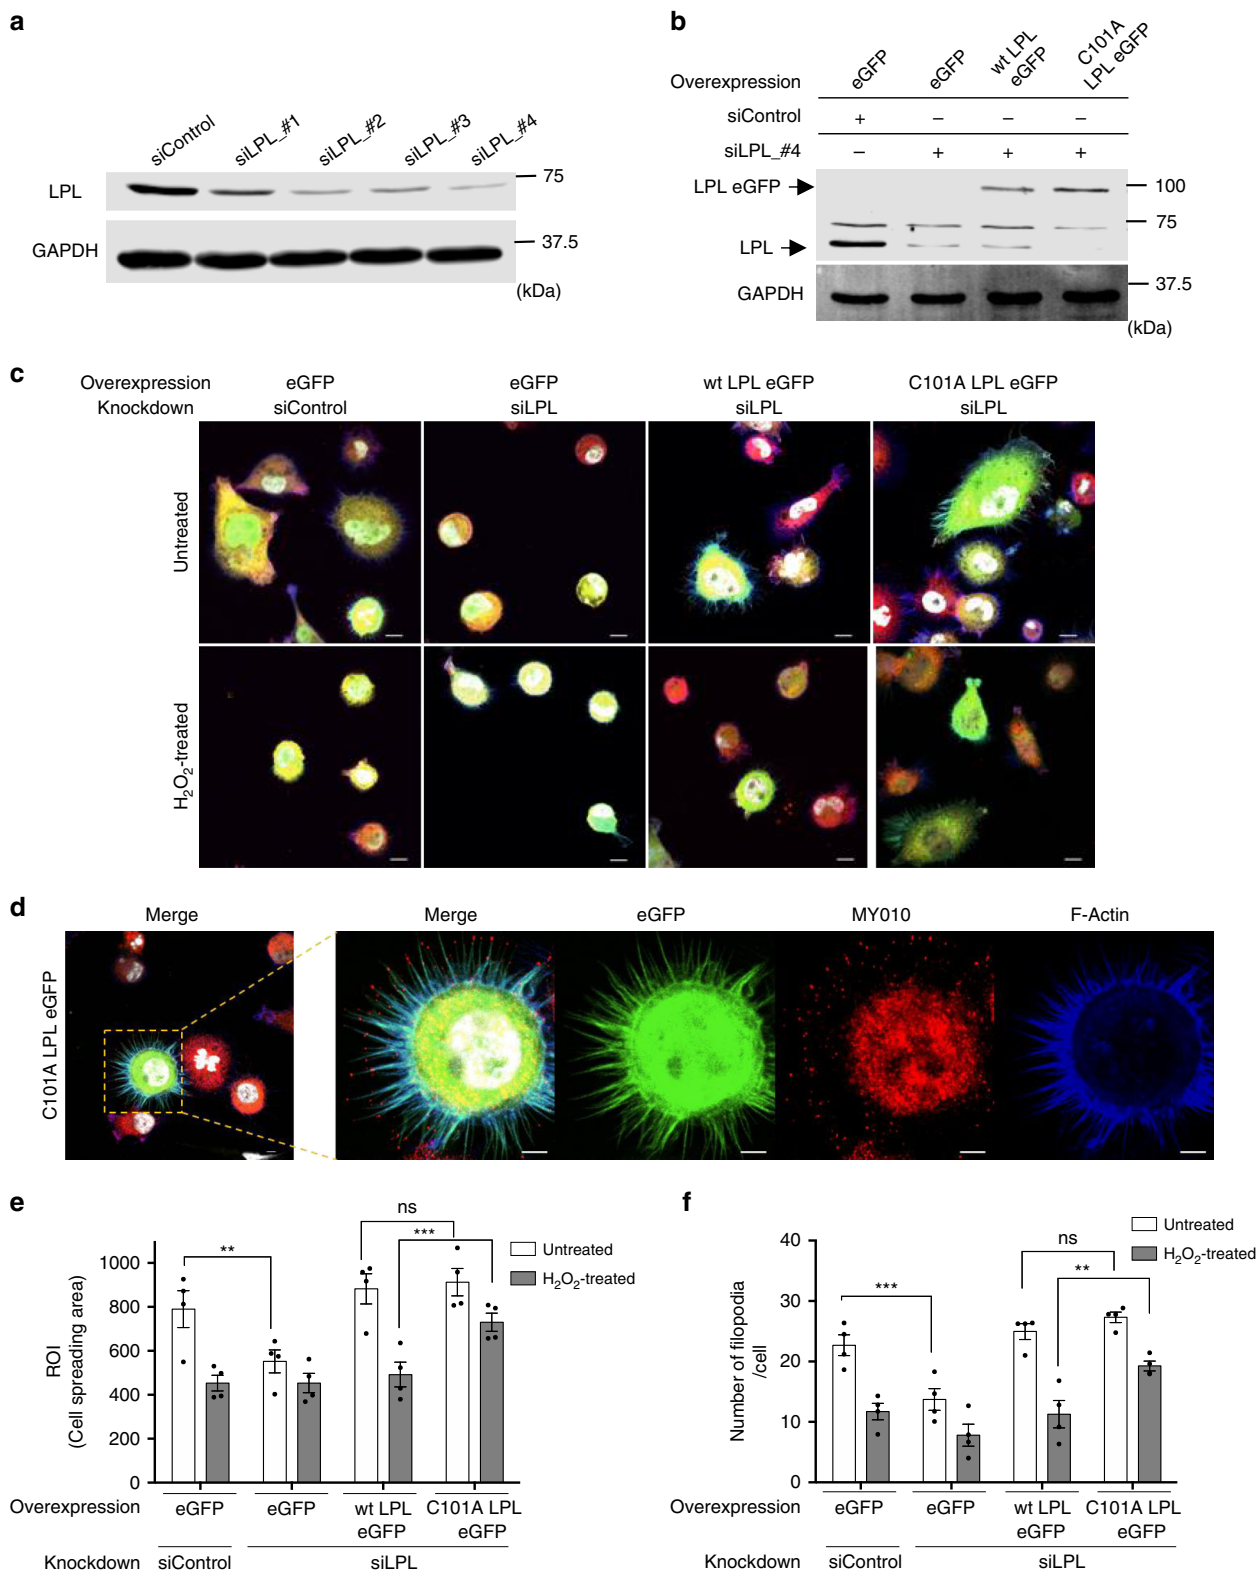 a
siControl
siLPL_#1
siLPL_#2
siLPL_#3
siLPL_#4
LPL
75
GAPDH
37.5
(kDa)
b
Overexpression
eGFP
eGFP
wt LPL eGFP
C101A LPL eGFP
siControl + – – –
siLPL_#4 – + + +
LPL eGFP
100
75
LPL
GAPDH
37.5
(kDa)
c
Overexpression eGFP eGFP wt LPL eGFP C101A LPL eGFP
Knockdown siControl siLPL siLPL siLPL
Untreated
H2O2-treated
d
Merge Merge eGFP MY010 F-Actin
C101A LPL eGFP
e
ns
***
**
Untreated
H2O2-treated
ROI
(Cell spreading area)
1000
800
600
400
200
0
Overexpression eGFP eGFP wt LPL eGFP C101A LPL eGFP
Knockdown siControl siLPL
f
Untreated
H2O2-treated
ns
**
***
Number of filopodia
/cell
40
30
20
10
0
Overexpression eGFP eGFP wt LPL eGFP C101A LPL eGFP
Knockdown siControl siLPL